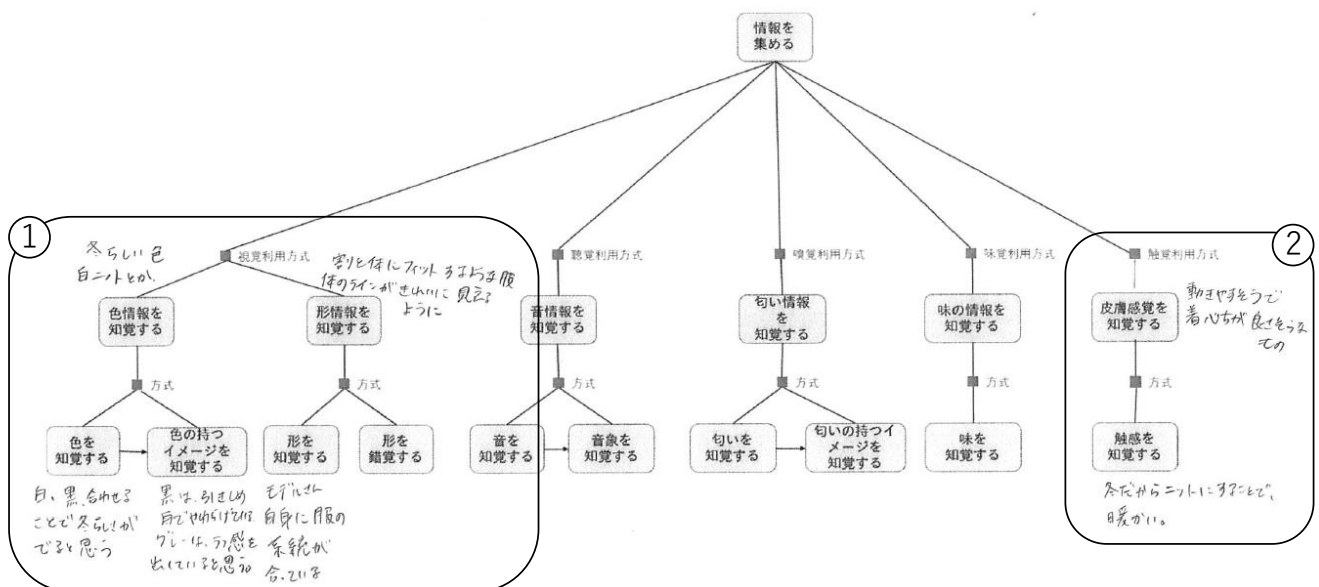 情報を
集める
①
②
冬らしい色
白ニットとか、
視覚利用方式
割と体にフィットするような服
体のラインがきれいに見える
ように
聴覚利用方式
嗅覚利用方式
味覚利用方式
触覚利用方式
色情報を
知覚する
形情報を
知覚する
音情報を
知覚する
匂い情報
を
知覚する
味の情報を
知覚する
皮膚感覚を
知覚する
動きやすそうで
着心ちが良さそうな
もの
方式
方式
方式
方式
方式
方式
色を
知覚する
色の持つ
イメージを
知覚する
形を
知覚する
形を
錯覚する
音を
知覚する
音象を
知覚する
匂いを
知覚する
匂いの持つイ
メージを
知覚する
味を
知覚する
触感を
知覚する
白、黒、合わせる
ことで冬らしさが
でると思う
黒は、引きしめ
白でやわらげている
グレーは、ラフ感を
出していると思う。
モデルさん
自身に服の
系統が
合っている
冬だからニットにすることで、
暖かい。